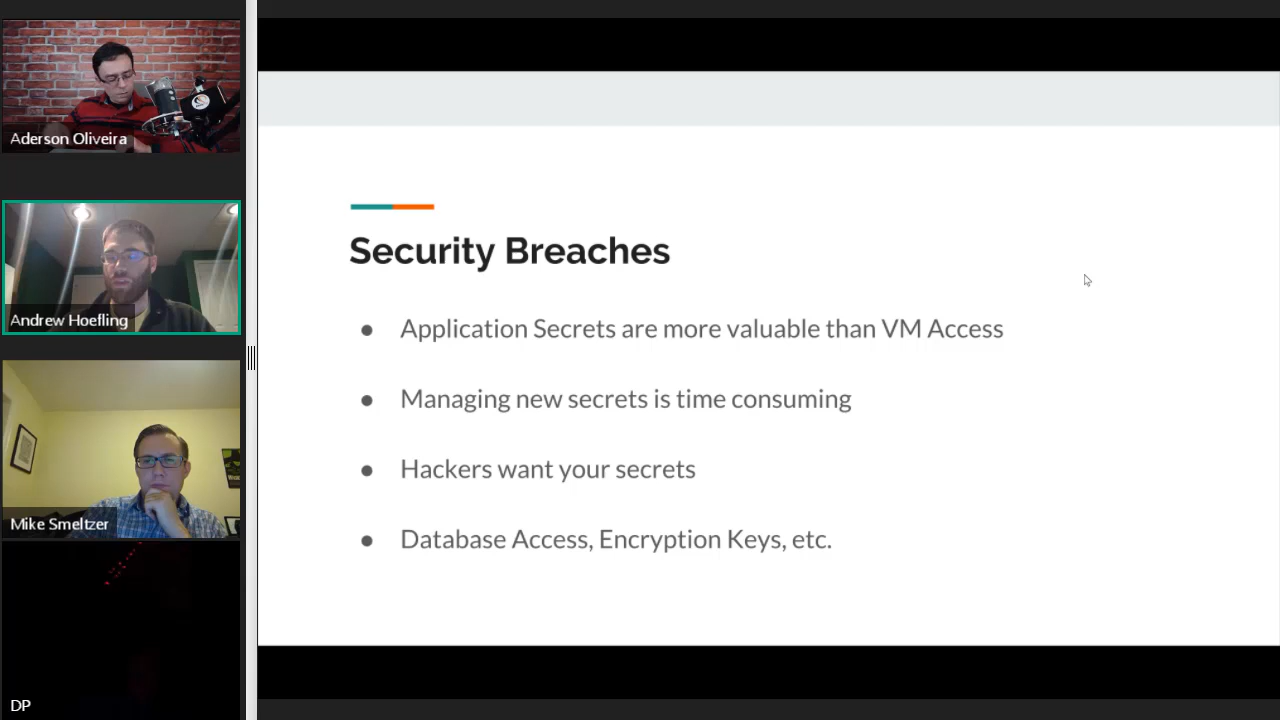 Aderson Oliveira
Andrew Hoefling
Mike Smeltzer
DP
Security Breaches
● Application Secrets are more valuable than VM Access
● Managing new secrets is time consuming
● Hackers want your secrets
● Database Access, Encryption Keys, etc.